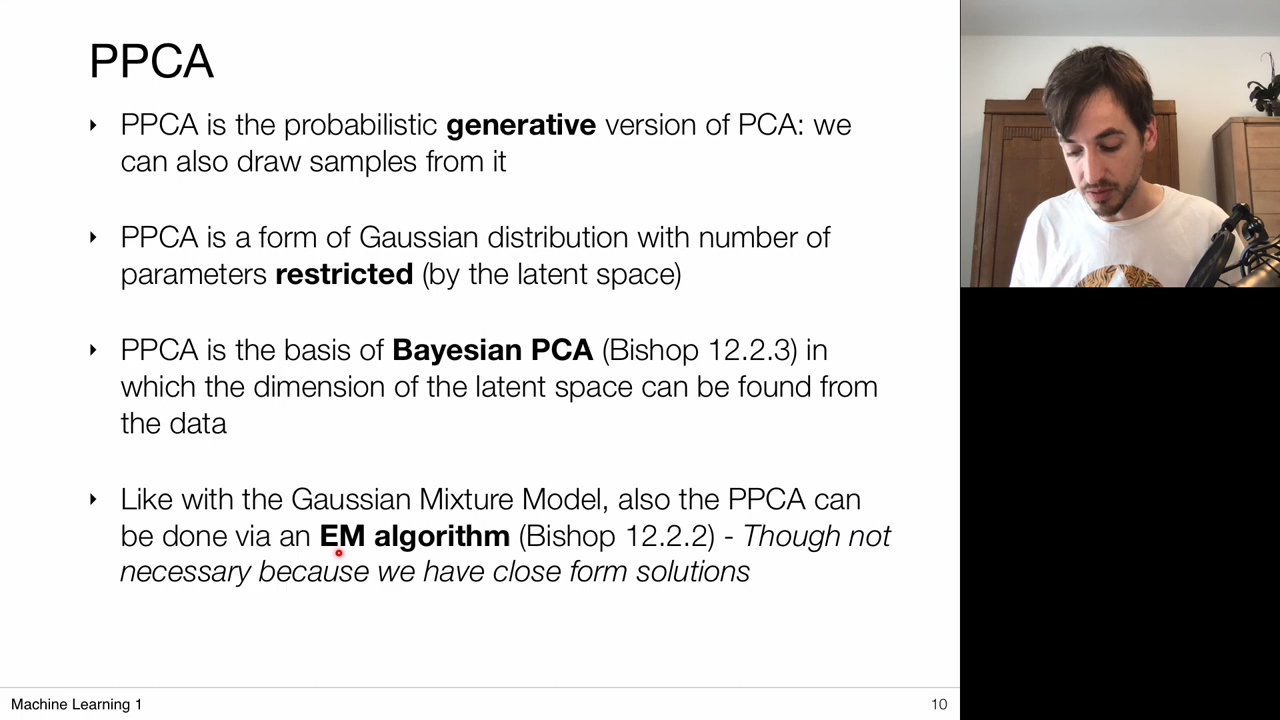 PPCA
PPCA is the probabilistic generative version of PCA: we
can also draw samples from it
PPCA is a form of Gaussian distribution with number of
parameters restricted (by the latent space)
PPCA is the basis of Bayesian PCA (Bishop 12.2.3) in
which the dimension of the latent space can be found from
the data
Like with the Gaussian Mixture Model, also the PPCA can
be done via an EM algorithm (Bishop 12.2.2) - Though not
necessary because we have close form solutions
Machine Learning 1
10